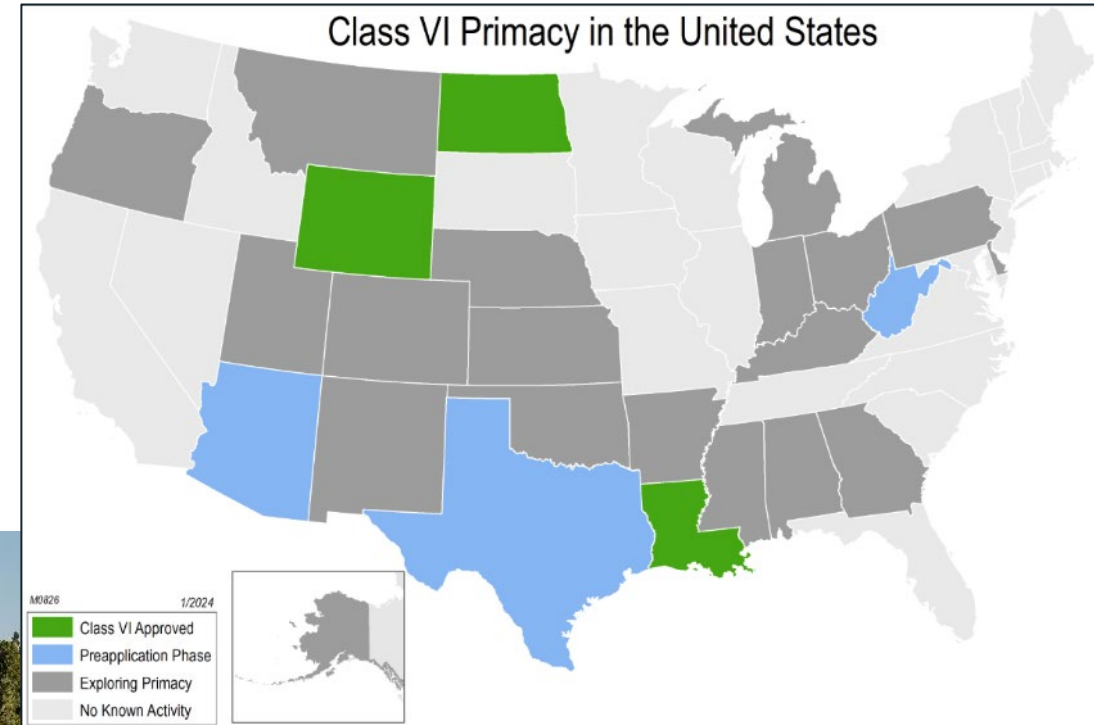 Class VI Primacy in the United States
M0826 1/2024
Class VI Approved
Preapplication Phase
Exploring Primacy
No Known Activity